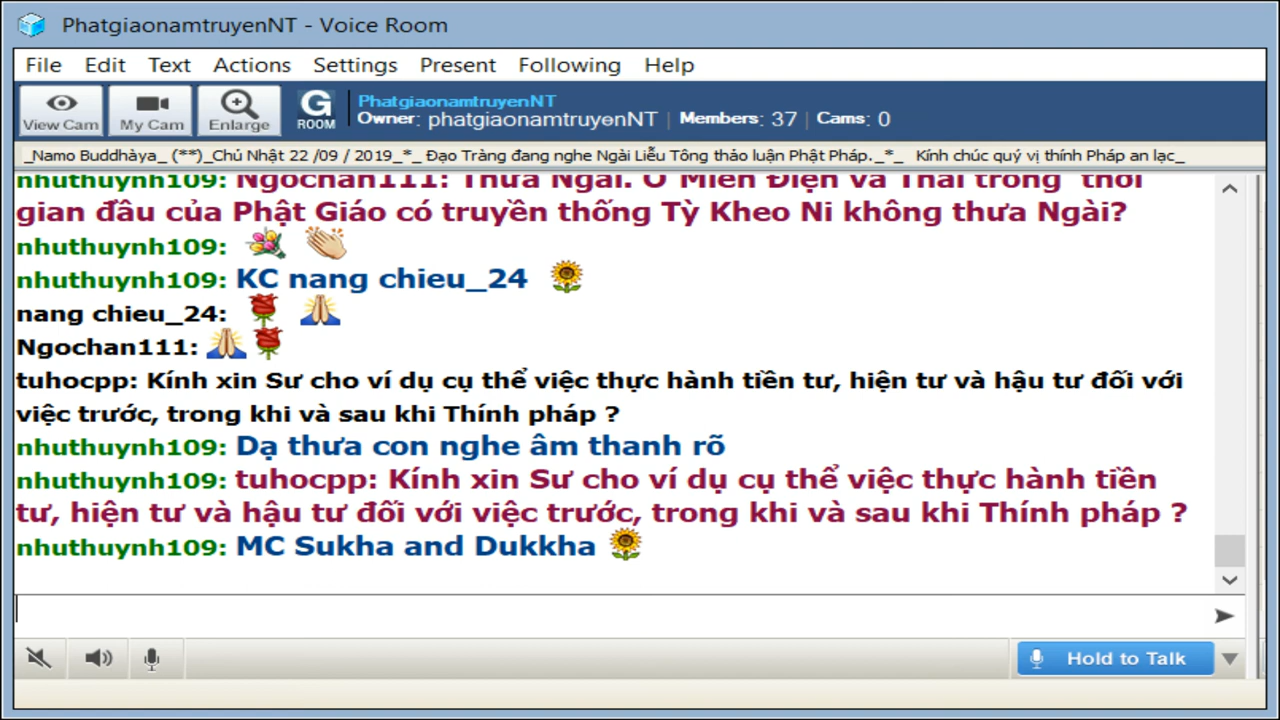 PhatgiaonamtruyenNT - Voice Room
File Edit Text Actions Settings Present Following Help
View Cam My Cam Enlarge G ROOM
PhatgiaonamtruyenNT
Owner: phatgiaonamtruyenNT | Members: 37 | Cams: 0
_Namo Buddhàya_ (**)_Chủ Nhật 22 /09 / 2019_*_ Đạo Tràng đang nghe Ngài Liễu Tông thảo luận Phật Pháp._*_ Kính chúc quý vị thính Pháp an lạc_
nhuthuynh109: Ngochan111: Thưa Ngài. Ở Miến Điện và Thái trong thời
gian đầu của Phật Giáo có truyền thống Tỳ Kheo Ni không thưa Ngài?
nhuthuynh109:
nhuthuynh109: KC nang chieu_24
nang chieu_24:
Ngochan111:
tuhocpp: Kính xin Sư cho ví dụ cụ thể việc thực hành tiền tư, hiện tư và hậu tư đối với
việc trước, trong khi và sau khi Thính pháp ?
nhuthuynh109: Dạ thưa con nghe âm thanh rõ
nhuthuynh109: tuhocpp: Kính xin Sư cho ví dụ cụ thể việc thực hành tiền
tư, hiện tư và hậu tư đối với việc trước, trong khi và sau khi Thính pháp ?
nhuthuynh109: MC Sukha and Dukkha
Hold to Talk